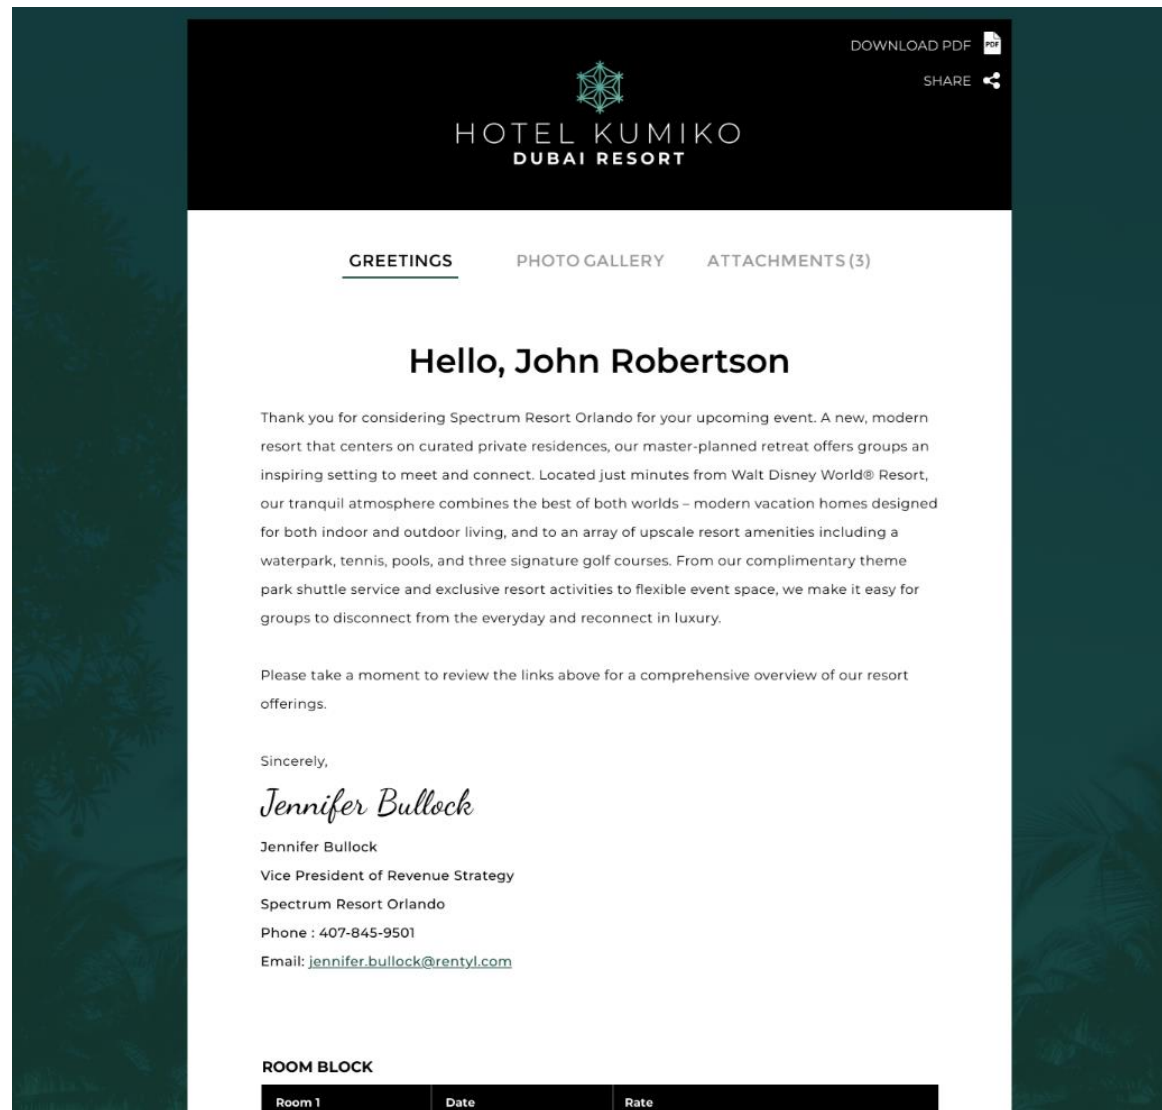 DOWNLOAD PDF
PDF
SHARE
HOTEL KUMIKO
DUBAI RESORT
GREETINGS PHOTO GALLERY ATTACHMENTS (3)
Hello, John Robertson
Thank you for considering Spectrum Resort Orlando for your upcoming event. A new, modern
resort that centers on curated private residences, our master-planned retreat offers groups an
inspiring setting to meet and connect. Located just minutes from Walt Disney World® Resort,
our tranquil atmosphere combines the best of both worlds – modern vacation homes designed
for both indoor and outdoor living, and to an array of upscale resort amenities including a
waterpark, tennis, pools, and three signature golf courses. From our complimentary theme
park shuttle service and exclusive resort activities to flexible event space, we make it easy for
groups to disconnect from the everyday and reconnect in luxury.
Please take a moment to review the links above for a comprehensive overview of our resort
offerings.
Sincerely,
Jennifer Bullock
Jennifer Bullock
Vice President of Revenue Strategy
Spectrum Resort Orlando
Phone : 407-845-9501
Email: jennifer.bullock@rentyl.com
ROOM BLOCK
Room 1 Date Rate